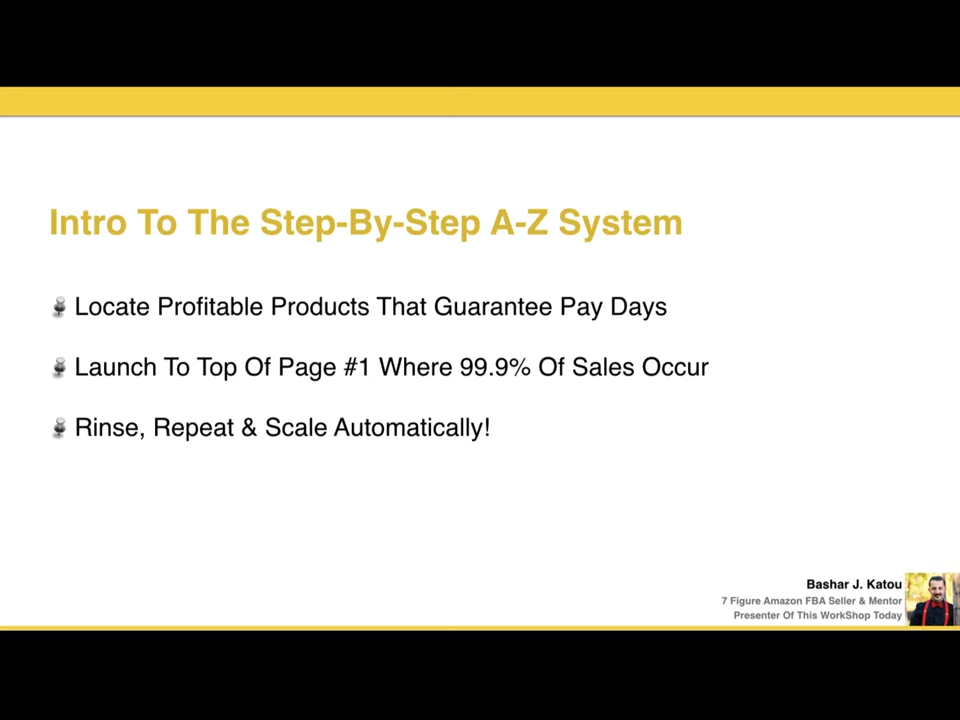 Intro To The Step-By-Step A-Z System
Locate Profitable Products That Guarantee Pay Days
Launch To Top Of Page #1 Where 99.9% Of Sales Occur
Rinse, Repeat & Scale Automatically!
Bashar J. Katou
7 Figure Amazon FBA Seller & Mentor
Presenter Of This WorkShop Today